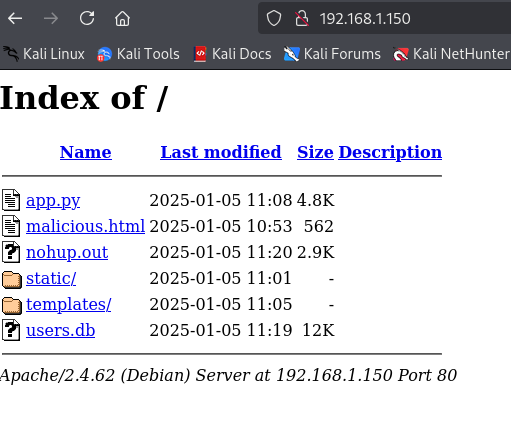 192.168.1.150
Kali Linux Kali Tools Kali Docs Kali Forums Kali NetHunter
Index of /
Name Last modified Size Description
app.py 2025-01-05 11:08 4.8K
malicious.html 2025-01-05 10:53 562
nohup.out 2025-01-05 11:20 2.9K
static/ 2025-01-05 11:01 -
templates/ 2025-01-05 11:05 -
users.db 2025-01-05 11:19 12K
Apache/2.4.62 (Debian) Server at 192.168.1.150 Port 80